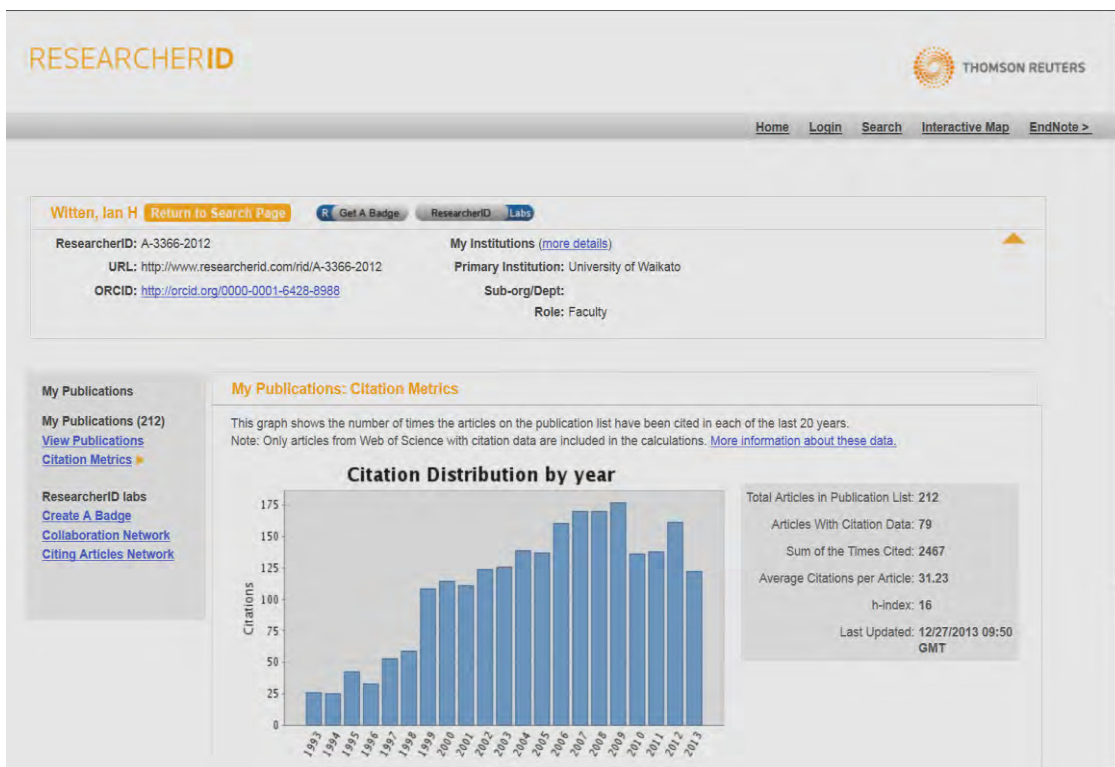 RESEARCHERID
THOMSON REUTERS
Home Login Search Interactive Map EndNote >
Witten, Ian H Return to Search Page R Get A Badge ResearcherID Labs
ResearcherID: A-3366-2012
URL: http://www.researcherid.com/rid/A-3366-2012
ORCID: http://orcid.org/0000-0001-6428-8988
My Institutions (more details)
Primary Institution: University of Waikato
Sub-org/Dept:
Role: Faculty
My Publications
My Publications (212)
View Publications
Citation Metrics
ResearcherID labs
Create A Badge
Collaboration Network
Citing Articles Network
My Publications: Citation Metrics
This graph shows the number of times the articles on the publication list have been cited in each of the last 20 years.
Note: Only articles from Web of Science with citation data are included in the calculations. More information about these data.
Citation Distribution by year
Citations
175
150
125
100
75
50
25
0
1993 1994 1995 1996 1997 1998 1999 2000 2001 2002 2003 2004 2005 2006 2007 2008 2009 2010 2011 2012 2013
Total Articles in Publication List: 212
Articles With Citation Data: 79
Sum of the Times Cited: 2467
Average Citations per Article: 31.23
h-index: 16
Last Updated: 12/27/2013 09:50
GMT